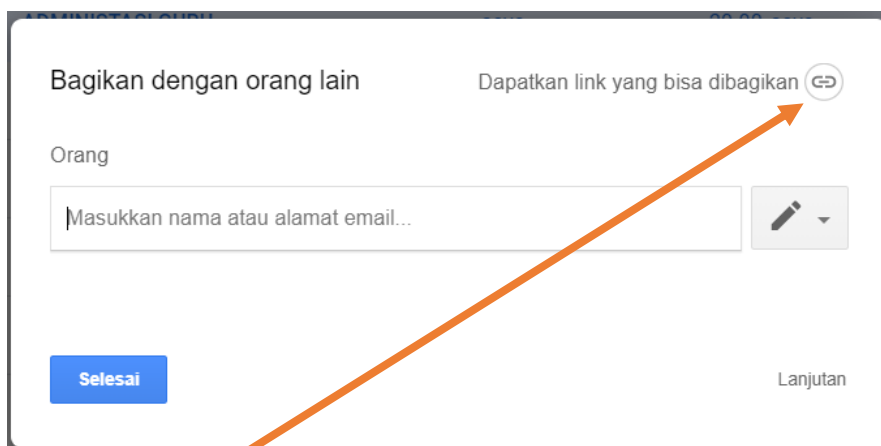 Bagikan dengan orang lain
Dapatkan link yang bisa dibagikan
Orang
Masukkan nama atau alamat email...
Selesai
Lanjutan